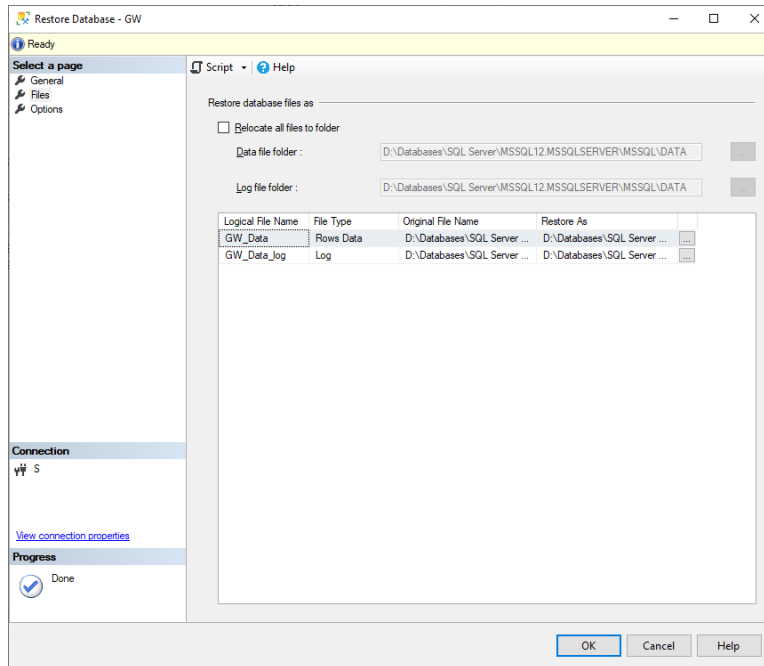 Restore Database - GW
Ready
Select a page
General
Files
Options
Script
Help
Restore database files as
Relocate all files to folder
Data file folder :
D:\Databases\SQL Server\MSSQL12.MSSQLSERVER\MSSQL\DATA
...
Log file folder :
D:\Databases\SQL Server\MSSQL12.MSSQLSERVER\MSSQL\DATA
...
Logical File Name File Type Original File Name Restore As
GW_Data Rows Data D:\Databases\SQL Server ... D:\Databases\SQL Server ... ...
GW_Data_log Log D:\Databases\SQL Server ... D:\Databases\SQL Server ... ...
Connection
S
View connection properties
Progress
Done
OK Cancel Help